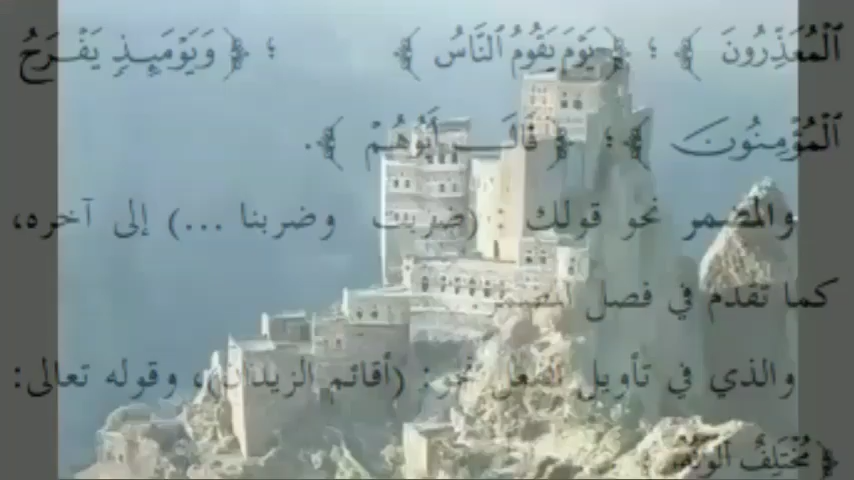 ٱلْمُعَذِّرُونَ ﴾ ؛ ﴿ يَوْمَ يَقُومُ ٱلنَّاسُ ﴾ ؛ ﴿ وَيَوْمَئِذٍ يَفْرَحُ
ٱلْمُؤْمِنُونَ ﴾ ؛ ﴿ قَالَ أَبُوهُمْ ﴾.
والمضمر نحو قولك (ضربت وضربنا ...) إلى آخره،
كما تقدم في فصل المضمر.
والذي في تأويل الفعل نحو: (أقائم الزيدان)، وقوله تعالى:
﴿ مُّخْتَلِفٌ أَلْوَٰنُهُۥ